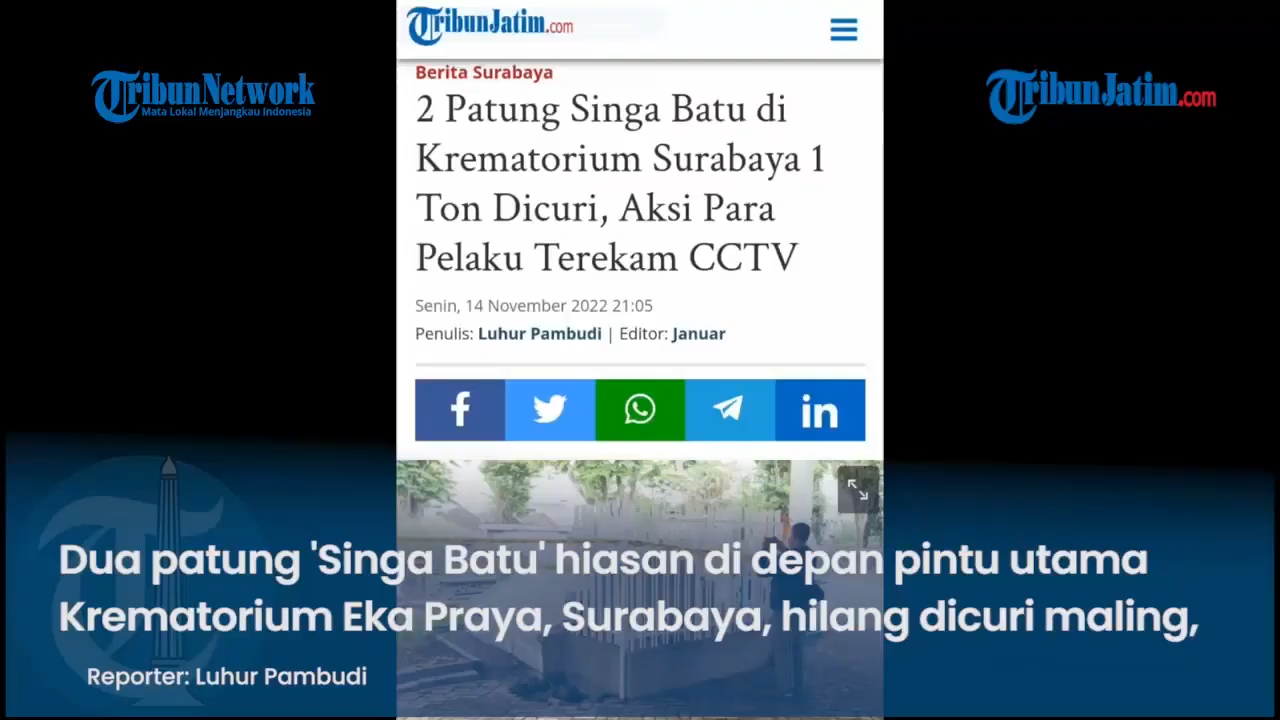 TribunJatim.com
TribunNetwork
Mata Lokal Menjangkau Indonesia
TribunJatim.com
Berita Surabaya
2 Patung Singa Batu di
Krematorium Surabaya 1
Ton Dicuri, Aksi Para
Pelaku Terekam CCTV
Senin, 14 November 2022 21:05
Penulis: Luhur Pambudi | Editor: Januar
Dua patung 'Singa Batu' hiasan di depan pintu utama
Krematorium Eka Praya, Surabaya, hilang dicuri maling,
Reporter: Luhur Pambudi